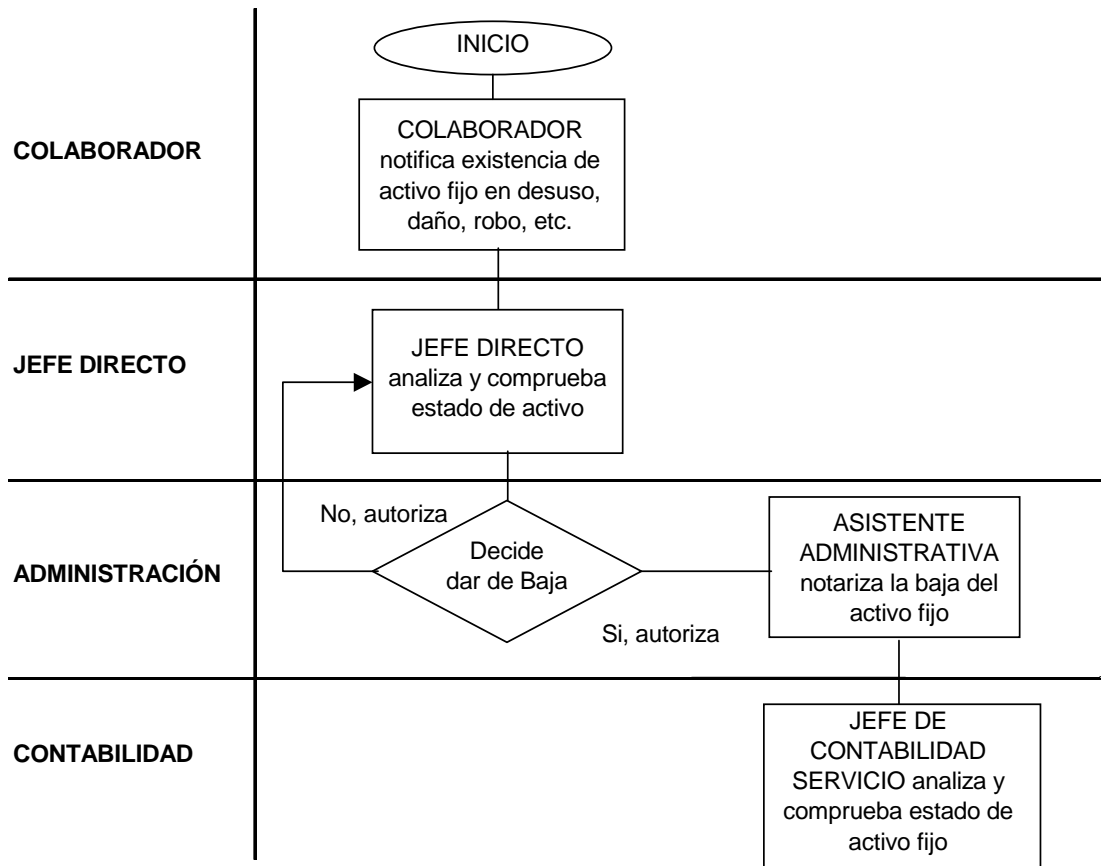 INICIO
COLABORADOR
COLABORADOR
notifica existencia de
activo fijo en desuso,
daño, robo, etc.
JEFE DIRECTO
JEFE DIRECTO
analiza y comprueba
estado de activo
ADMINISTRACIÓN
No, autoriza
Decide
dar de Baja
Si, autoriza
ASISTENTE
ADMINISTRATIVA
notariza la baja del
activo fijo
CONTABILIDAD
JEFE DE
CONTABILIDAD
SERVICIO analiza y
comprueba estado de
activo fijo